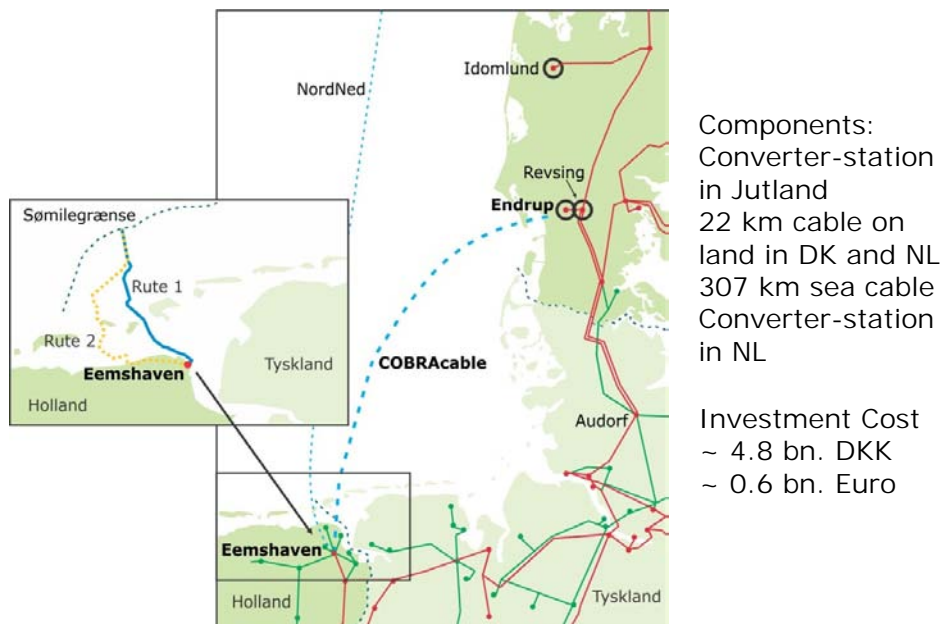 NordNed
Idomlund
Revsing
Endrup
Sømilegrænse
Rute 1
Rute 2
Eemshaven
Tyskland
Holland
COBRAcable
Audorf
Eemshaven
Holland
Tyskland
Components:
Converter-station
in Jutland
22 km cable on
land in DK and NL
307 km sea cable
Converter-station
in NL
Investment Cost
~ 4.8 bn. DKK
~ 0.6 bn. Euro